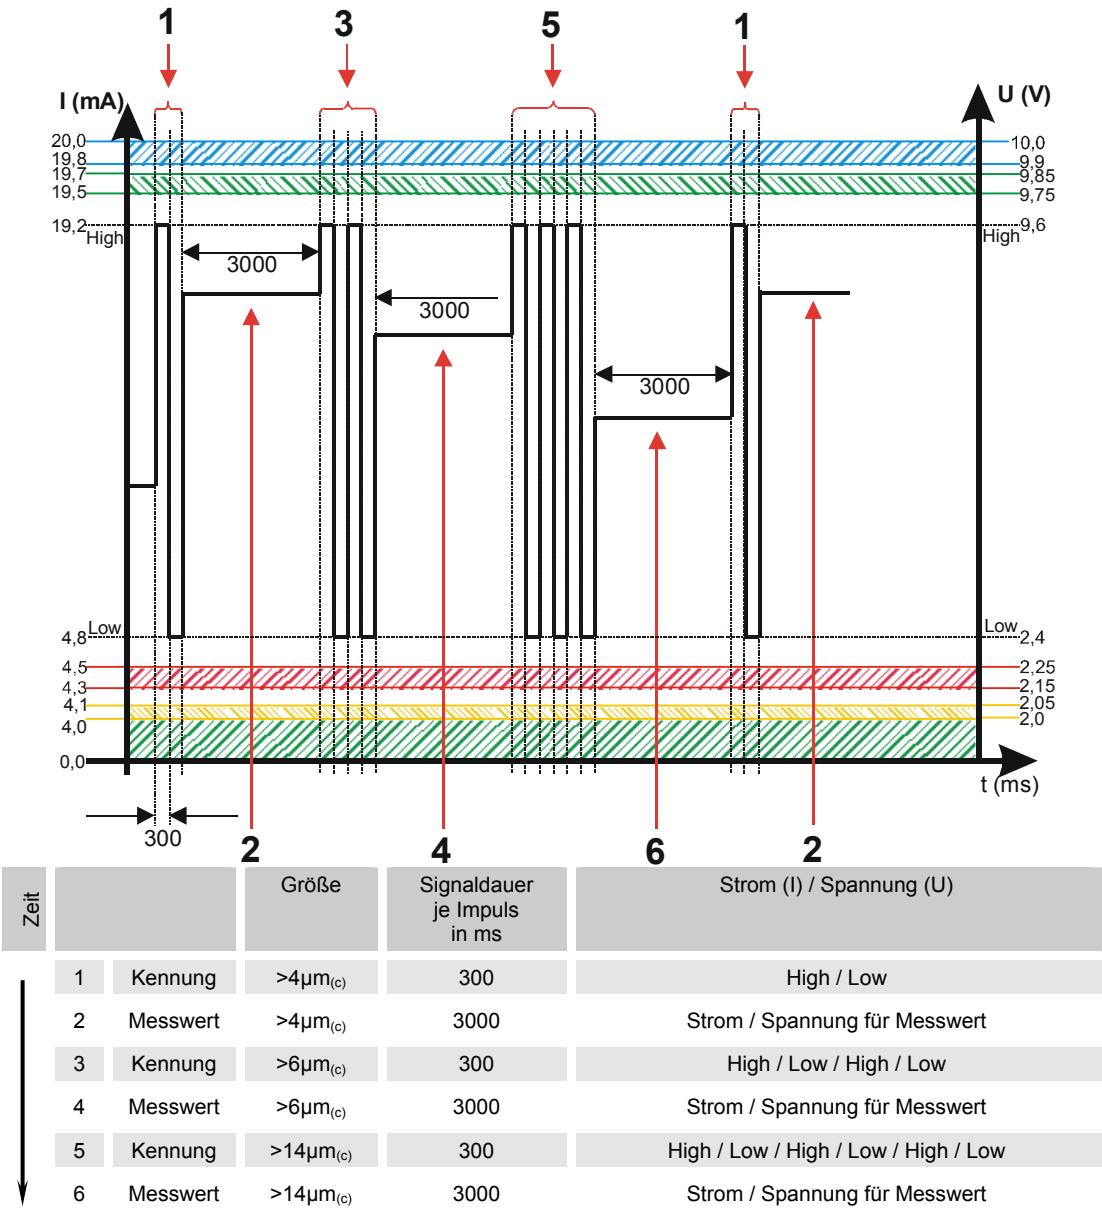 1 3 5 1
I (mA) U (V)
20,0 10,0
19,8 9,9
19,7 9,85
19,5 9,75
19,2 9,6
High High
3000
3000
3000
Low Low
4,8 2,4
4,5 2,25
4,3 2,15
4,1 2,05
4,0 2,0
0,0
t (ms)
300
2 4 6 2
Zeit Größe Signaldauer je Impuls in ms Strom (I) / Spannung (U)
1 Kennung >4µm(c) 300 High / Low
2 Messwert >4µm(c) 3000 Strom / Spannung für Messwert
3 Kennung >6µm(c) 300 High / Low / High / Low
4 Messwert >6µm(c) 3000 Strom / Spannung für Messwert
5 Kennung >14µm(c) 300 High / Low / High / Low / High / Low
6 Messwert >14µm(c) 3000 Strom / Spannung für Messwert